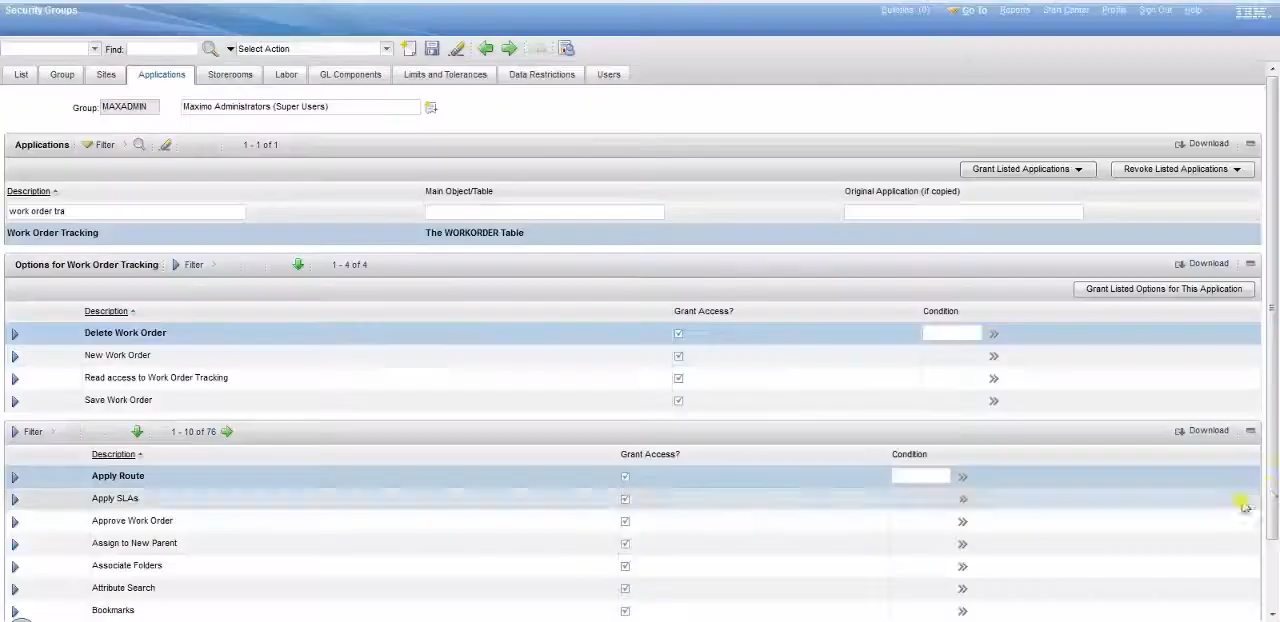 Security Groups
Bulletins (0) Go To Reports Start Center Profile Sign Out Help IBM
Find: Select Action
List Group Sites Applications Storerooms Labor GL Components Limits and Tolerances Data Restrictions Users
Group: MAXADMIN Maximo Administrators (Super Users)
Applications Filter 1 - 1 of 1 Download
Grant Listed Applications Revoke Listed Applications
Description Main Object/Table Original Application (if copied)
work order tra
Work Order Tracking The WORKORDER Table
Options for Work Order Tracking Filter 1 - 4 of 4 Download
Grant Listed Options for This Application
Description Grant Access? Condition
Delete Work Order
New Work Order
Read access to Work Order Tracking
Save Work Order
Filter 1 - 10 of 76 Download
Description Grant Access? Condition
Apply Route
Apply SLAs
Approve Work Order
Assign to New Parent
Associate Folders
Attribute Search
Bookmarks